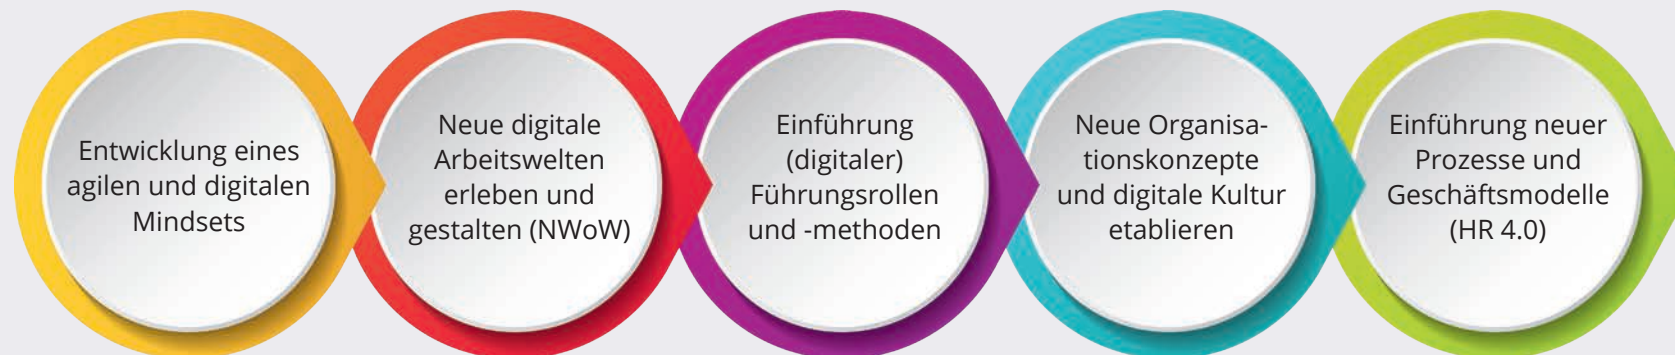 Entwicklung eines
agilen und digitalen
Mindsets
Neue digitale
Arbeitswelten
erleben und
gestalten (NWoW)
Einführung
(digitaler)
Führungsrollen
und -methoden
Neue Organisa-
tionskonzepte
und digitale Kultur
etablieren
Einführung neuer
Prozesse und
Geschäftsmodelle
(HR 4.0)